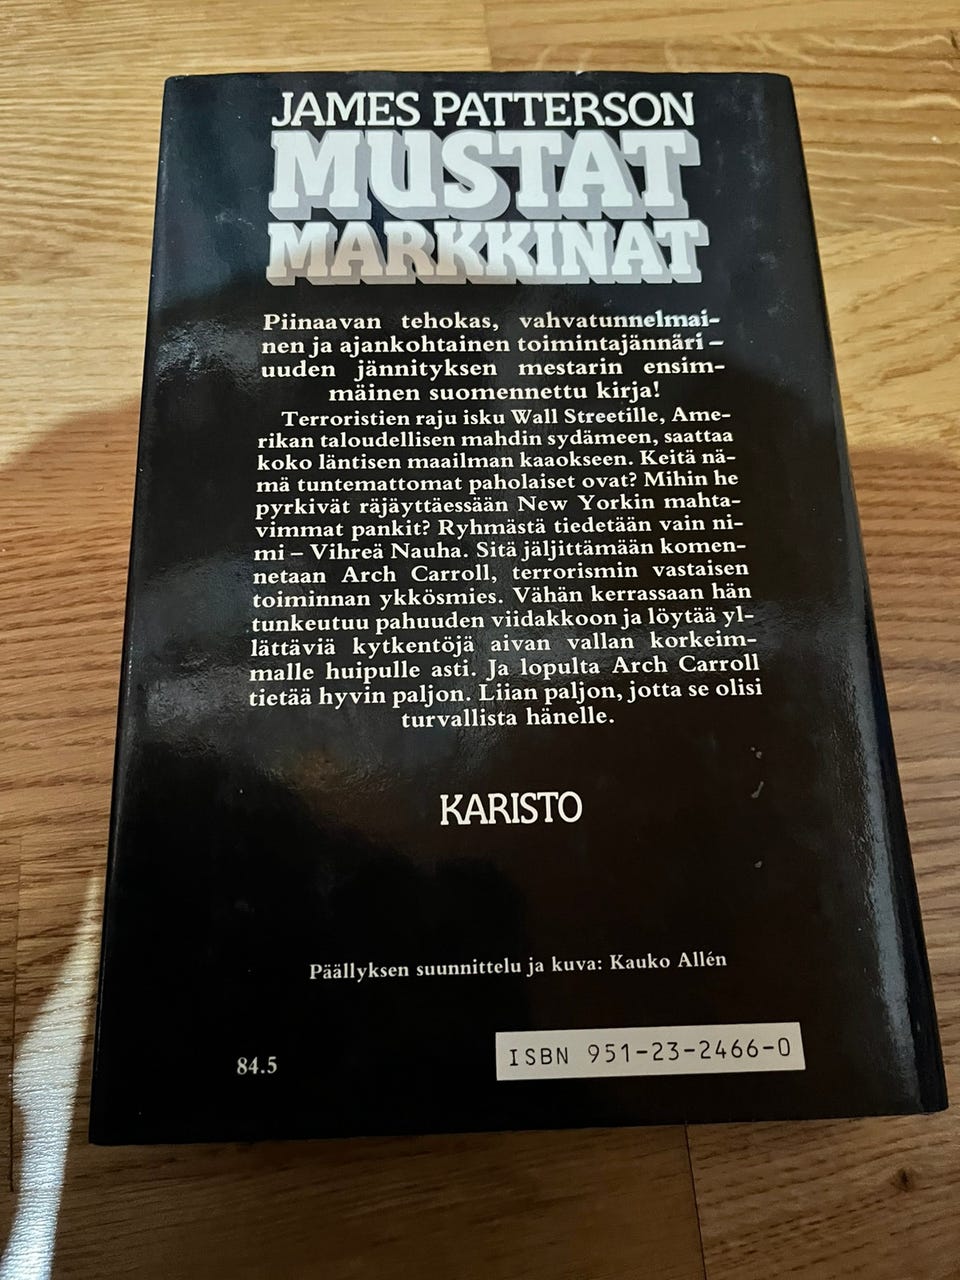 JAMES PATTERSON
MUSTAT
MARKKINAT
Piinaavan tehokas, vahvatunnelmai-
nen ja ajankohtainen toimintajännäri –
uuden jännityksen mestarin ensim-
mäinen suomennettu kirja!
Terroristien raju isku Wall Streetille, Ame-
rikan taloudellisen mahdin sydämeen, saattaa
koko läntisen maailman kaaokseen. Keitä nä-
mä tuntemattomat paholaiset ovat? Mihin he
pyrkivät räjäyttäessään New Yorkin mahta-
vimmat pankit? Ryhmästä tiedetään vain ni-
mi – Vihreä Nauha. Sitä jäljittämään komen-
netaan Arch Carroll, terrorismin vastaisen
toiminnan ykkösmies. Vähän kerrassaan hän
tunkeutuu pahuuden viidakkoon ja löytää yl-
lättäviä kytkentöjä aivan vallan korkeim-
malle huipulle asti. Ja lopulta Arch Carroll
tietää hyvin paljon. Liian paljon, jotta se olisi
turvallista hänelle.
KARISTO
Päällyksen suunnittelu ja kuva: Kauko Allén
84.5
ISBN 951-23-2466-0